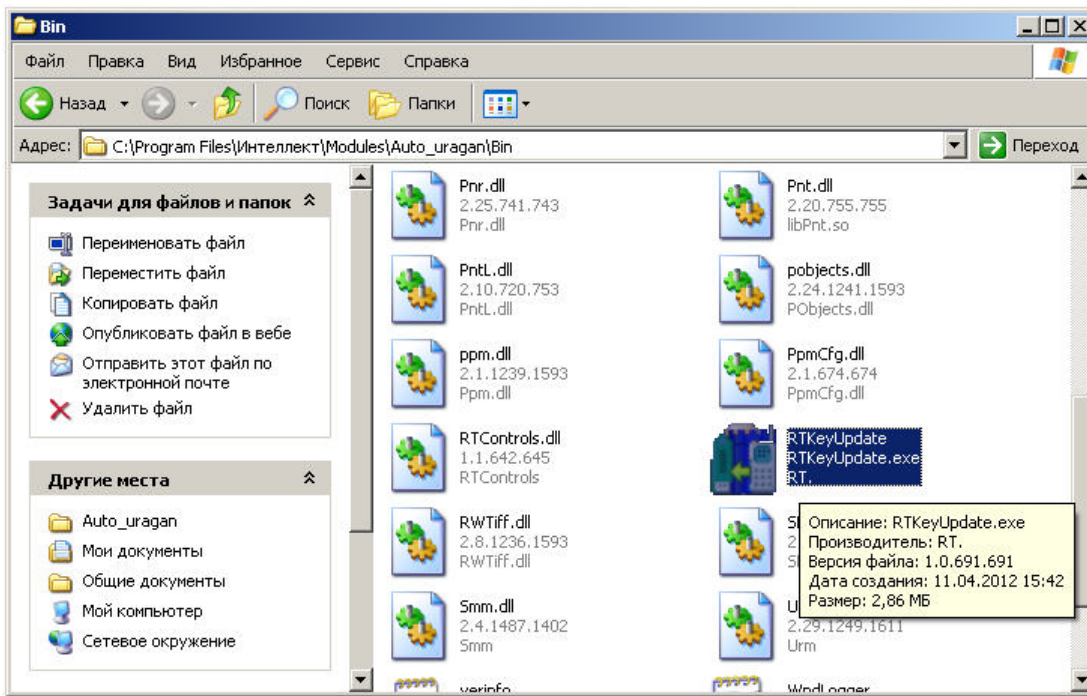 Bin
Файл Правка Вид Избранное Сервис Справка
Назад Поиск Папки
Адрес: C:\Program Files\Интеллект\Modules\Auto_uragan\Bin Переход
Задачи для файлов и папок
Переименовать файл
Переместить файл
Копировать файл
Опубликовать файл в вебе
Отправить этот файл по
электронной почте
Удалить файл
Другие места
Auto_uragan
Мои документы
Общие документы
Мой компьютер
Сетевое окружение
Pnr.dll
2.25.741.743
Pnr.dll
Pnt.dll
2.20.755.755
libPnt.so
PntL.dll
2.10.720.753
PntL.dll
pobjects.dll
2.24.1241.1593
PObjects.dll
ppm.dll
2.1.1239.1593
Ppm.dll
PpmCfg.dll
2.1.674.674
PpmCfg.dll
RTControls.dll
1.1.642.645
RTControls
RTKeyUpdate
RTKeyUpdate.exe
RT.
RWTiff.dll
2.8.1236.1593
RWTiff.dll
Описание: RTKeyUpdate.exe
Производитель: RT.
Версия файла: 1.0.691.691
Дата создания: 11.04.2012 15:42
Размер: 2,86 МБ
Smm.dll
2.4.1487.1402
Smm
2.29.1249.1611
Urm
verinfo
WndLogger